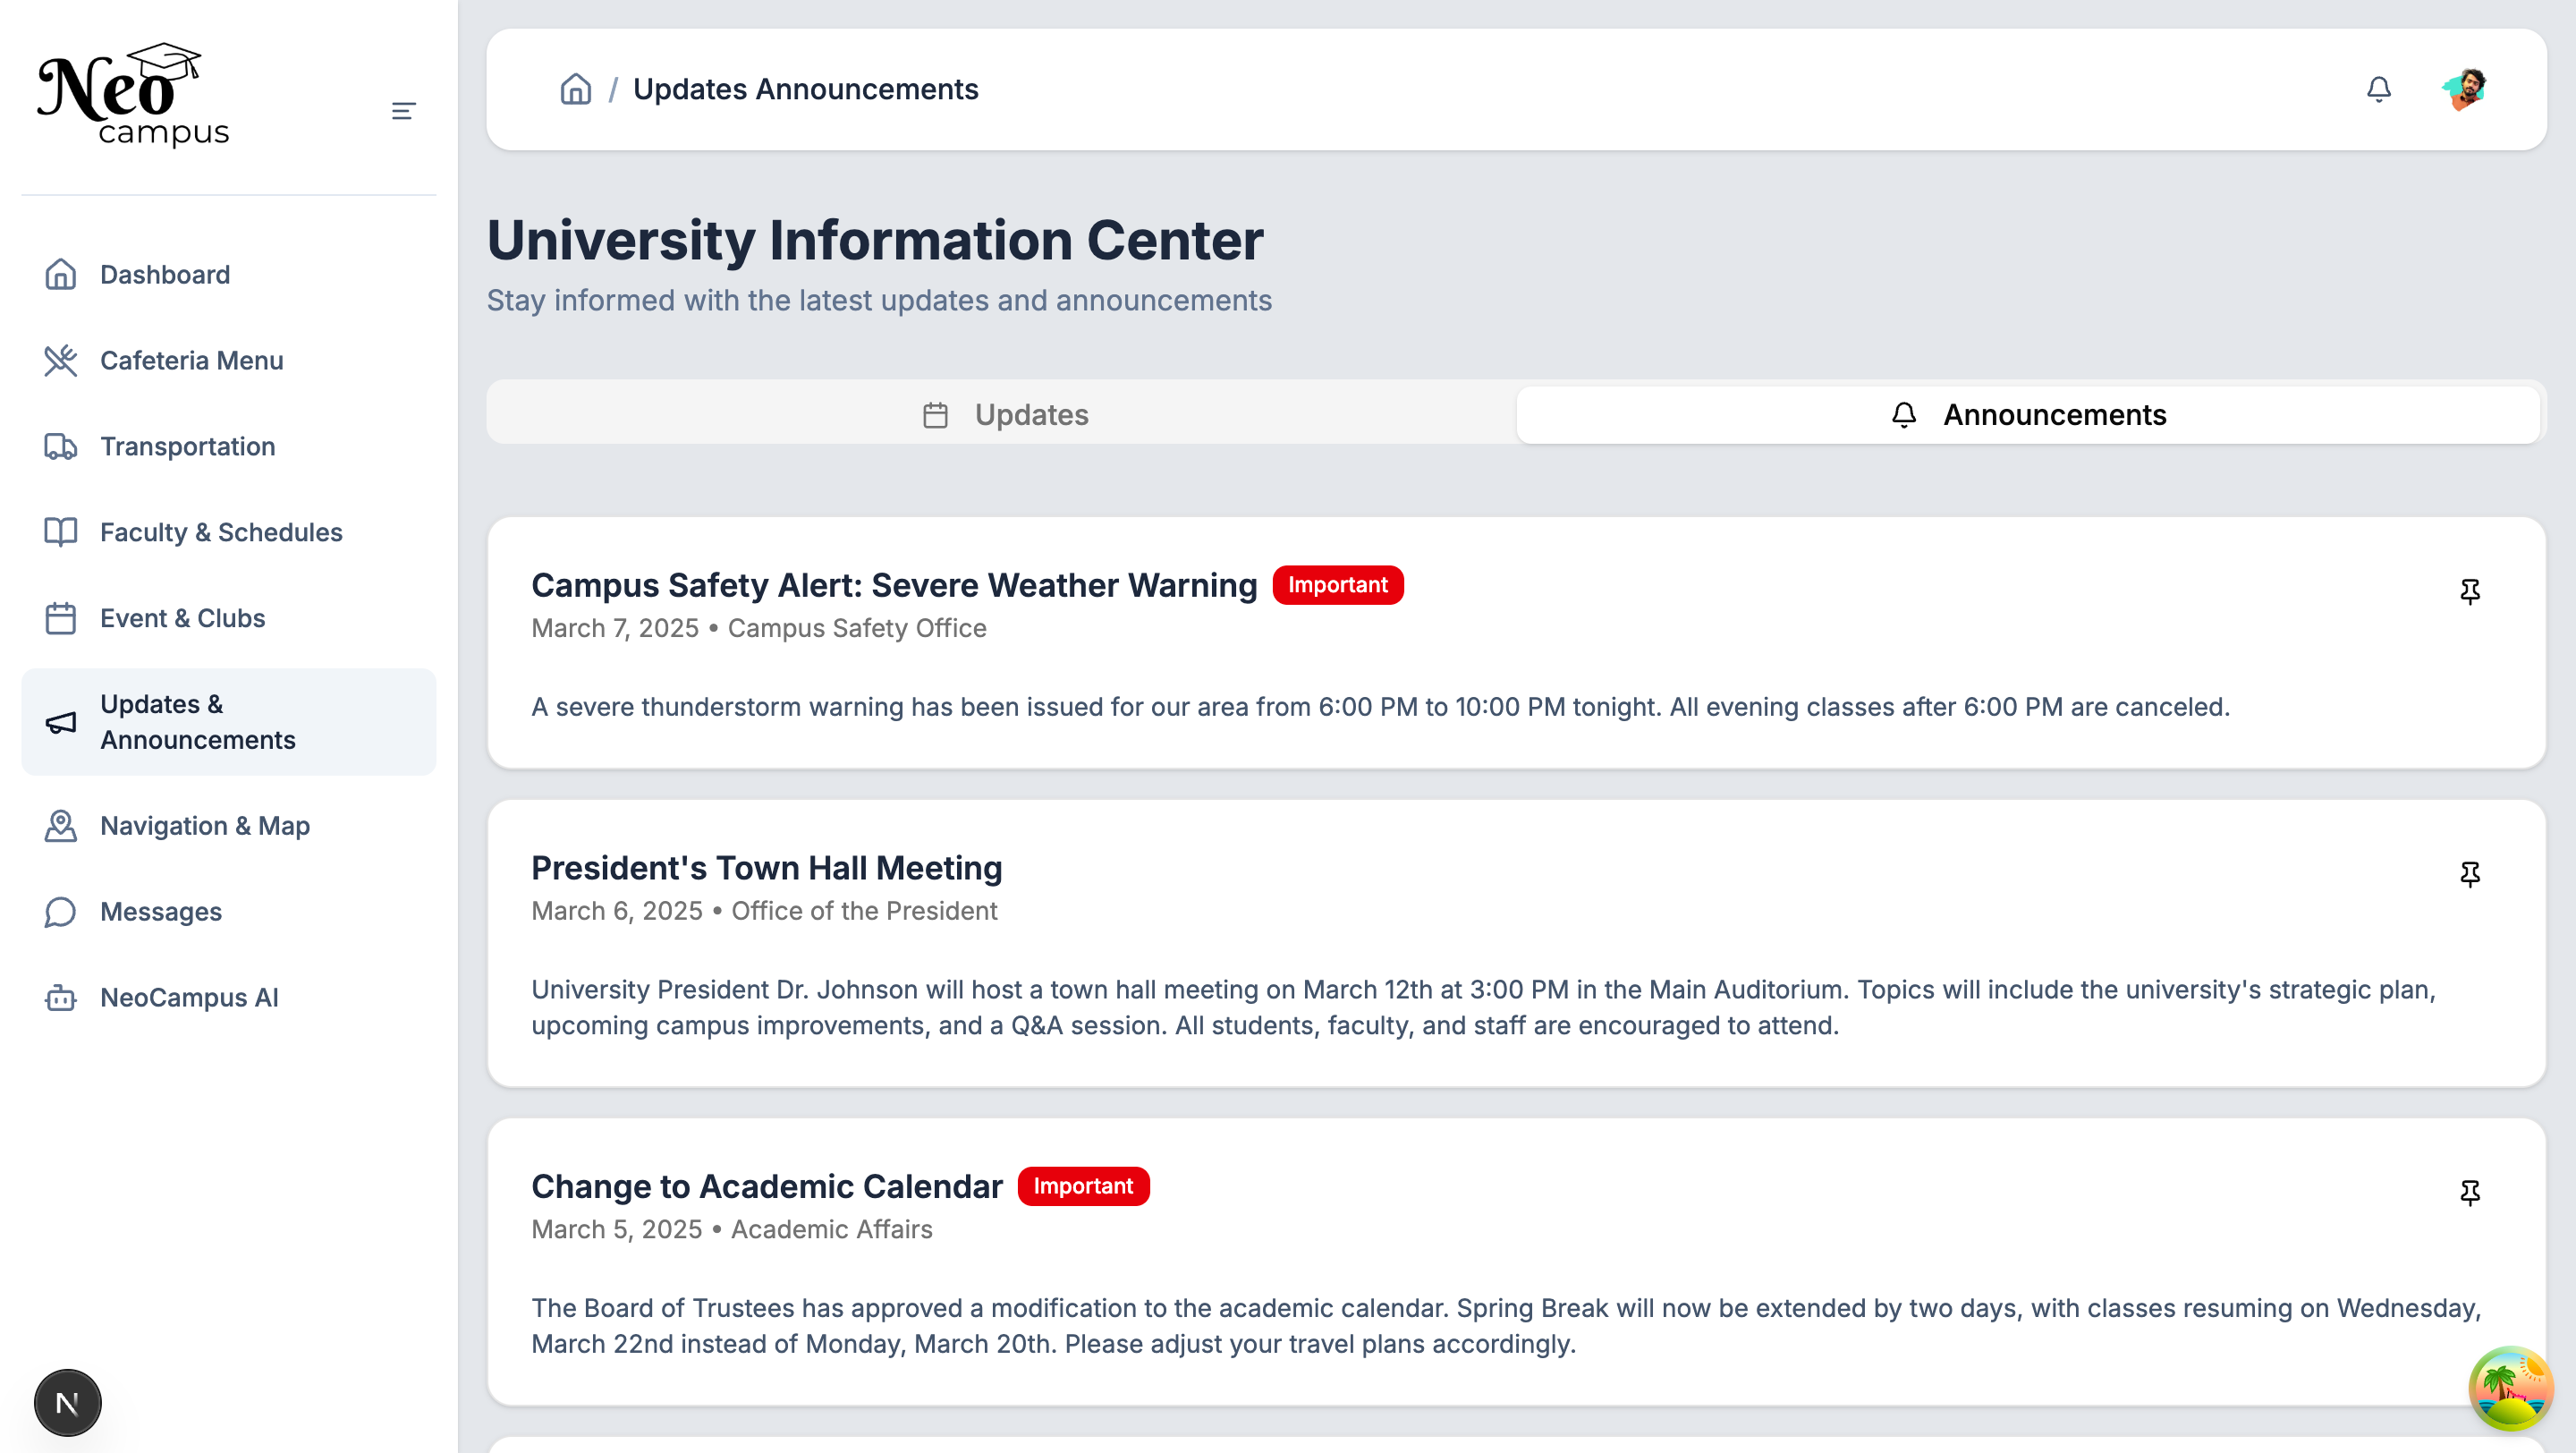 Neo
campus
Dashboard
Cafeteria Menu
Transportation
Faculty & Schedules
Event & Clubs
Updates &
Announcements
Navigation & Map
Messages
NeoCampus AI
N
/ Updates Announcements
University Information Center
Stay informed with the latest updates and announcements
Updates
Announcements
Campus Safety Alert: Severe Weather Warning Important
March 7, 2025 • Campus Safety Office
A severe thunderstorm warning has been issued for our area from 6:00 PM to 10:00 PM tonight. All evening classes after 6:00 PM are canceled.
President's Town Hall Meeting
March 6, 2025 • Office of the President
University President Dr. Johnson will host a town hall meeting on March 12th at 3:00 PM in the Main Auditorium. Topics will include the university's strategic plan,
upcoming campus improvements, and a Q&A session. All students, faculty, and staff are encouraged to attend.
Change to Academic Calendar Important
March 5, 2025 • Academic Affairs
The Board of Trustees has approved a modification to the academic calendar. Spring Break will now be extended by two days, with classes resuming on Wednesday,
March 22nd instead of Monday, March 20th. Please adjust your travel plans accordingly.